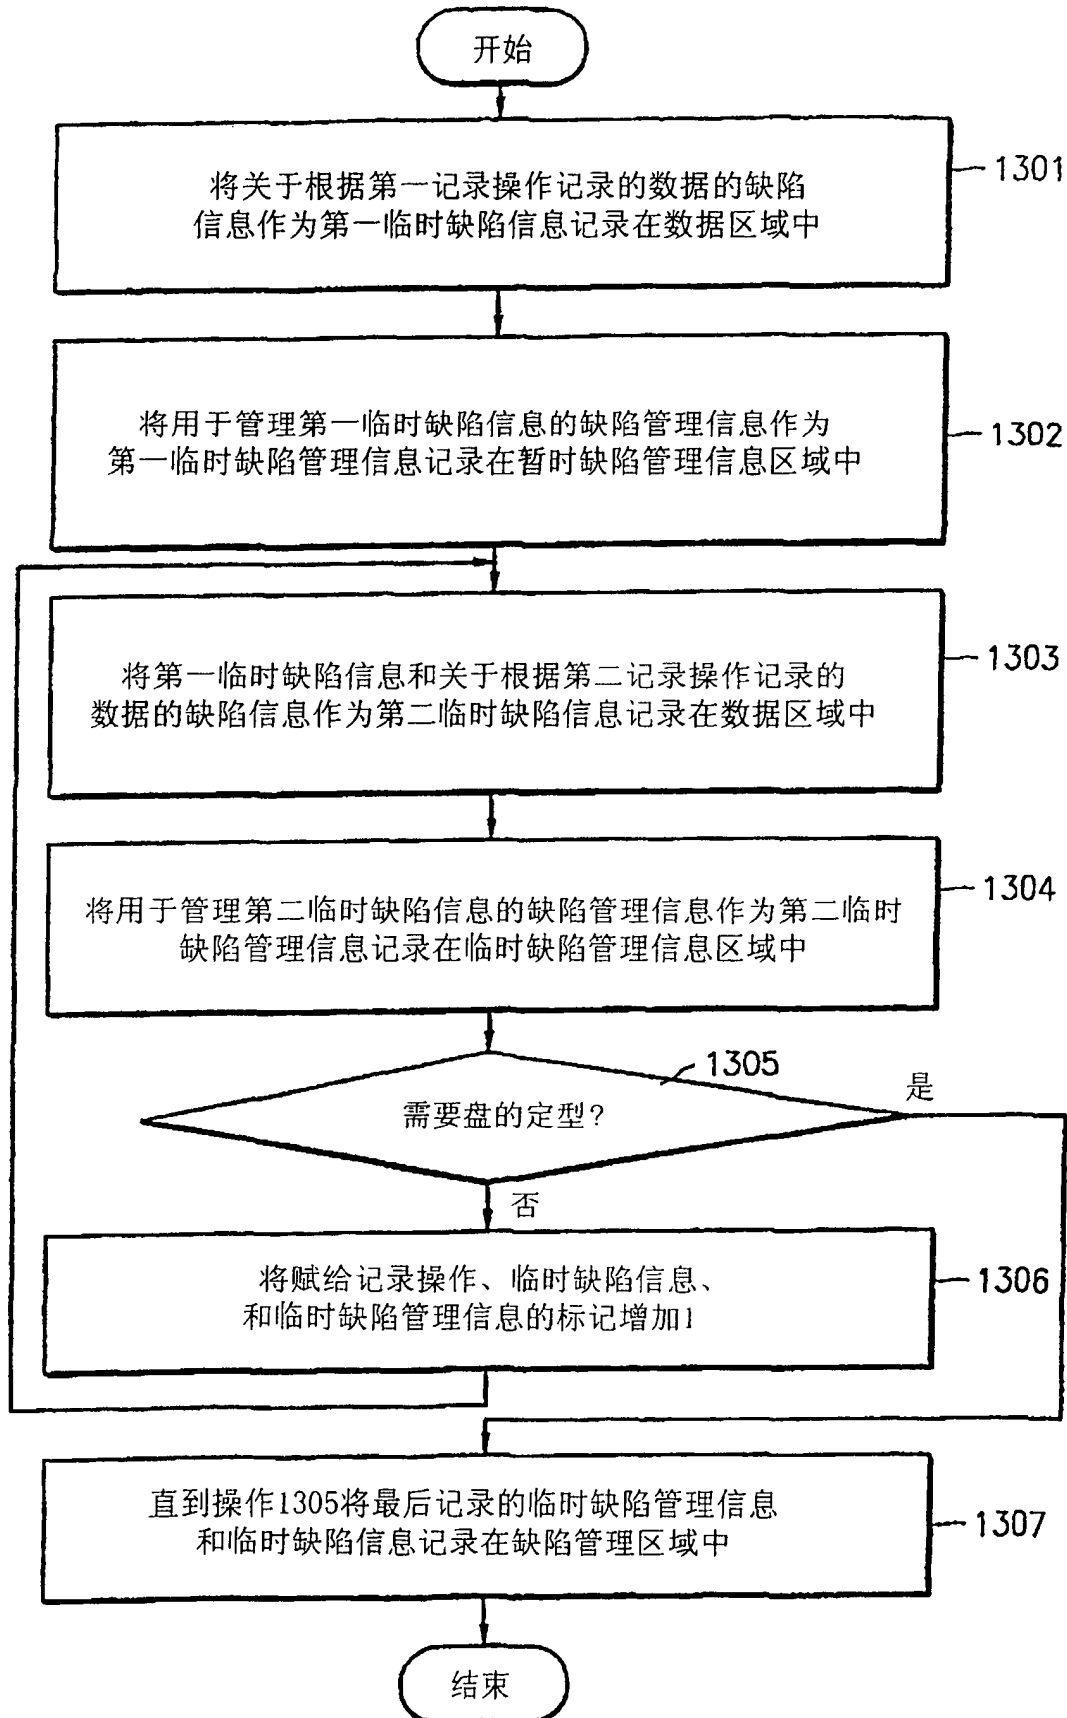 开始
将关于根据第一记录操作记录的数据的缺陷
信息作为第一临时缺陷信息记录在数据区域中
1301
将用于管理第一临时缺陷信息的缺陷管理信息作为
第一临时缺陷管理信息记录在暂时缺陷管理信息区域中
1302
将第一临时缺陷信息和关于根据第二记录操作记录的
数据的缺陷信息作为第二临时缺陷信息记录在数据区域中
1303
将用于管理第二临时缺陷信息的缺陷管理信息作为第二临时
缺陷管理信息记录在临时缺陷管理信息区域中
1304
需要盘的定型?
1305
是
否
将赋给记录操作、临时缺陷信息、
和临时缺陷管理信息的标记增加1
1306
直到操作1305将最后记录的临时缺陷管理信息
和临时缺陷信息记录在缺陷管理区域中
1307
结束